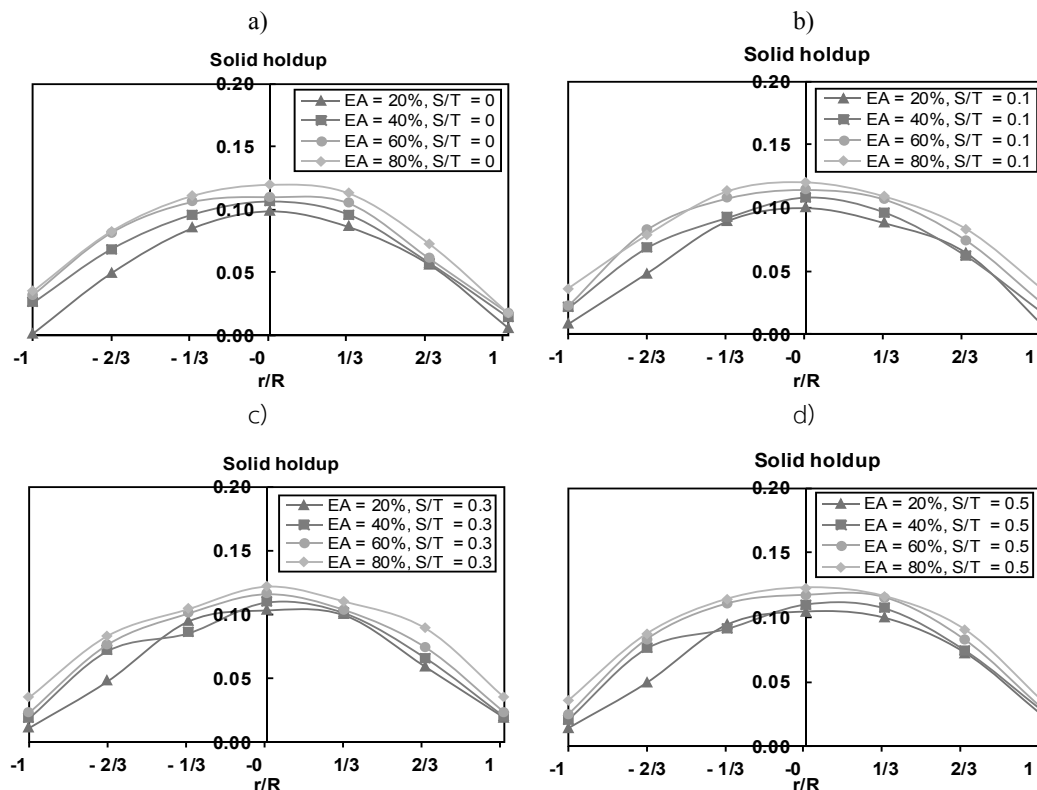 a)
Solid holdup
0.20
0.15
0.10
0.05
0.00
EA = 20%, S/T = 0
EA = 40%, S/T = 0
EA = 60%, S/T = 0
EA = 80%, S/T = 0
-1 - 2/3 - 1/3 -0 1/3 2/3 1
r/R
b)
Solid holdup
0.20
0.15
0.10
0.05
0.00
EA = 20%, S/T = 0.1
EA = 40%, S/T = 0.1
EA = 60%, S/T = 0.1
EA = 80%, S/T = 0.1
-1 - 2/3 - 1/3 -0 1/3 2/3 1
r/R
c)
Solid holdup
0.20
0.15
0.10
0.05
0.00
EA = 20%, S/T = 0.3
EA = 40%, S/T = 0.3
EA = 60%, S/T = 0.3
EA = 80%, S/T = 0.3
-1 - 2/3 - 1/3 -0 1/3 2/3 1
r/R
d)
Solid holdup
0.20
0.15
0.10
0.05
0.00
EA = 20%, S/T = 0.5
EA = 40%, S/T = 0.5
EA = 60%, S/T = 0.5
EA = 80%, S/T = 0.5
-1 - 2/3 - 1/3 -0 1/3 2/3 1
r/R